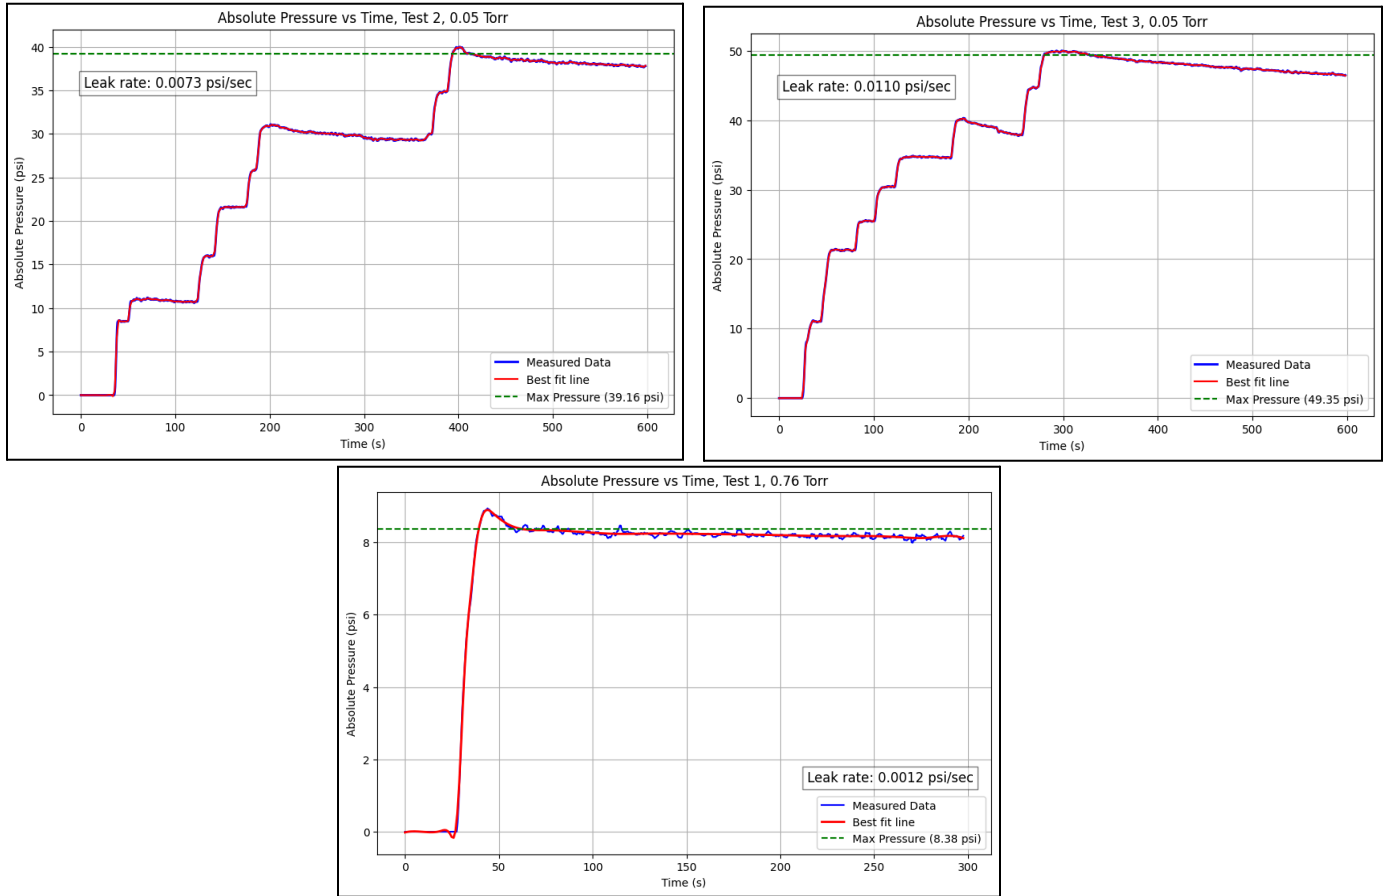 Absolute Pressure vs Time, Test 2, 0.05 Torr
Absolute Pressure (psi)
40
35
30
25
20
15
10
5
0
Leak rate: 0.0073 psi/sec
Measured Data
Best fit line
Max Pressure (39.16 psi)
0 100 200 300 400 500 600
Time (s)
Absolute Pressure vs Time, Test 3, 0.05 Torr
Absolute Pressure (psi)
50
40
30
20
10
0
Leak rate: 0.0110 psi/sec
Measured Data
Best fit line
Max Pressure (49.35 psi)
0 100 200 300 400 500 600
Time (s)
Absolute Pressure vs Time, Test 1, 0.76 Torr
Absolute Pressure (psi)
8
6
4
2
0
Leak rate: 0.0012 psi/sec
Measured Data
Best fit line
Max Pressure (8.38 psi)
0 50 100 150 200 250 300
Time (s)